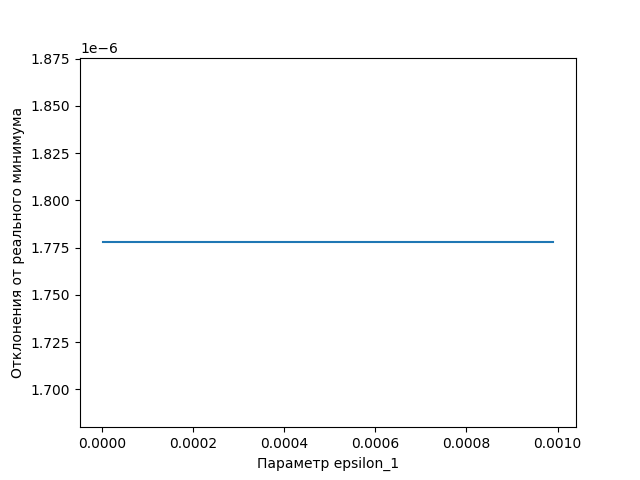 1e−6
1.875
1.850
1.825
1.800
1.775
1.750
1.725
1.700
Отклонения от реального минимума
0.0000 0.0002 0.0004 0.0006 0.0008 0.0010
Параметр epsilon_1